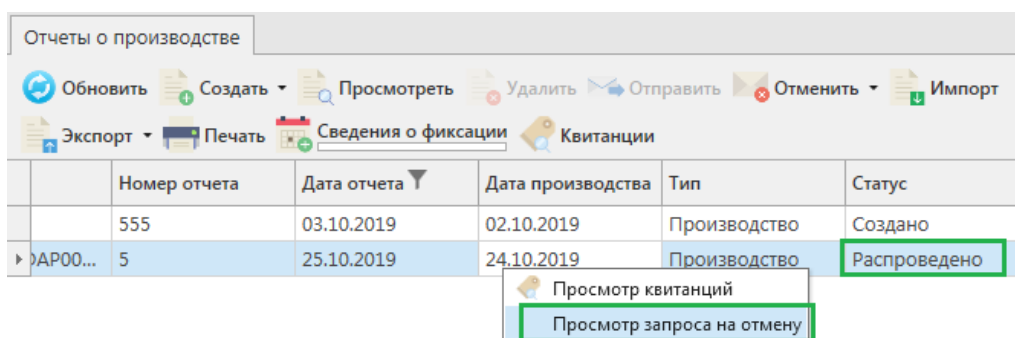 Отчеты о производстве
Обновить Создать Просмотреть Удалить Отправить Отменить Импорт
Экспорт Печать Сведения о фиксации Квитанции
Номер отчета Дата отчета Дата производства Тип Статус
555 03.10.2019 02.10.2019 Производство Создано
ЭАР00... 5 25.10.2019 24.10.2019 Производство Распроведено
Просмотр квитанций
Просмотр запроса на отмену